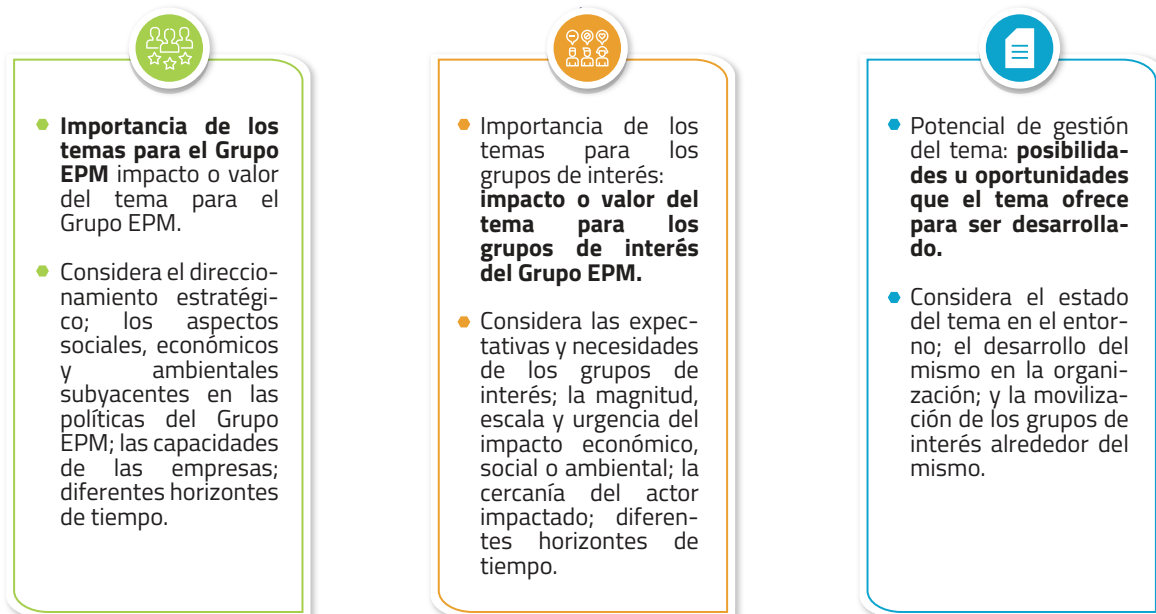 Importancia de los
temas para el Grupo
EPM impacto o valor
del tema para el
Grupo EPM.
Considera el direccio-
namiento estratégi-
co; los aspectos
sociales, económicos
y ambientales
subyacentes en las
políticas del Grupo
EPM; las capacidades
de las empresas;
diferentes horizontes
de tiempo.
Importancia de los
temas para los
grupos de interés:
impacto o valor del
tema para los
grupos de interés
del Grupo EPM.
Considera las expec-
tativas y necesidades
de los grupos de
interés; la magnitud,
escala y urgencia del
impacto económico,
social o ambiental; la
cercanía del actor
impactado; diferen-
tes horizontes de
tiempo.
Potencial de gestión
del tema: posibilida-
des u oportunidades
que el tema ofrece
para ser desarrolla-
do.
Considera el estado
del tema en el entor-
no; el desarrollo del
mismo en la organi-
zación; y la moviliza-
ción de los grupos de
interés alrededor del
mismo.